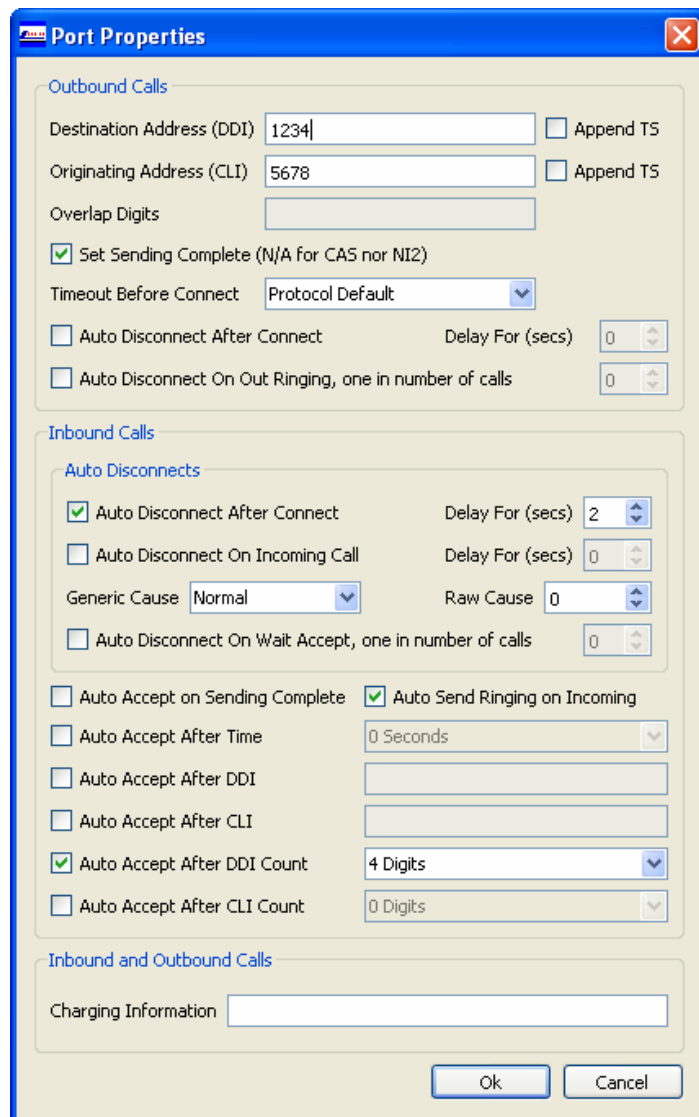 Port Properties
Outbound Calls
Destination Address (DDI) 1234 Append TS
Originating Address (CLI) 5678 Append TS
Overlap Digits
Set Sending Complete (N/A for CAS nor NI2)
Timeout Before Connect Protocol Default
Auto Disconnect After Connect Delay For (secs) 0
Auto Disconnect On Out Ringing, one in number of calls 0
Inbound Calls
Auto Disconnects
Auto Disconnect After Connect Delay For (secs) 2
Auto Disconnect On Incoming Call Delay For (secs) 0
Generic Cause Normal Raw Cause 0
Auto Disconnect On Wait Accept, one in number of calls 0
Auto Accept on Sending Complete Auto Send Ringing on Incoming
Auto Accept After Time 0 Seconds
Auto Accept After DDI
Auto Accept After CLI
Auto Accept After DDI Count 4 Digits
Auto Accept After CLI Count 0 Digits
Inbound and Outbound Calls
Charging Information
Ok Cancel